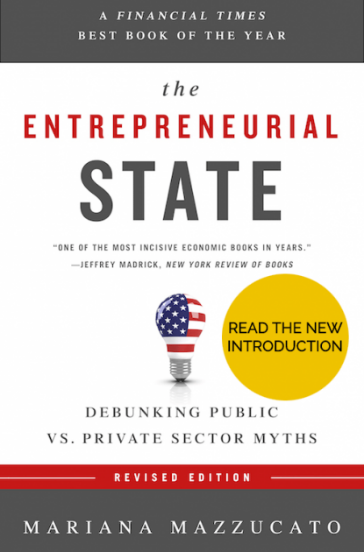 A FINANCIAL TIMES
BEST BOOK OF THE YEAR
the
ENTREPRENEURIAL
STATE
"ONE OF THE MOST INCISIVE ECONOMIC BOOKS IN YEARS."
—JEFFREY MADRICK, NEW YORK REVIEW OF BOOKS
READ THE NEW
INTRODUCTION
DEBUNKING PUBLIC
VS. PRIVATE SECTOR MYTHS
REVISED EDITION
MARIANA MAZZUCATO